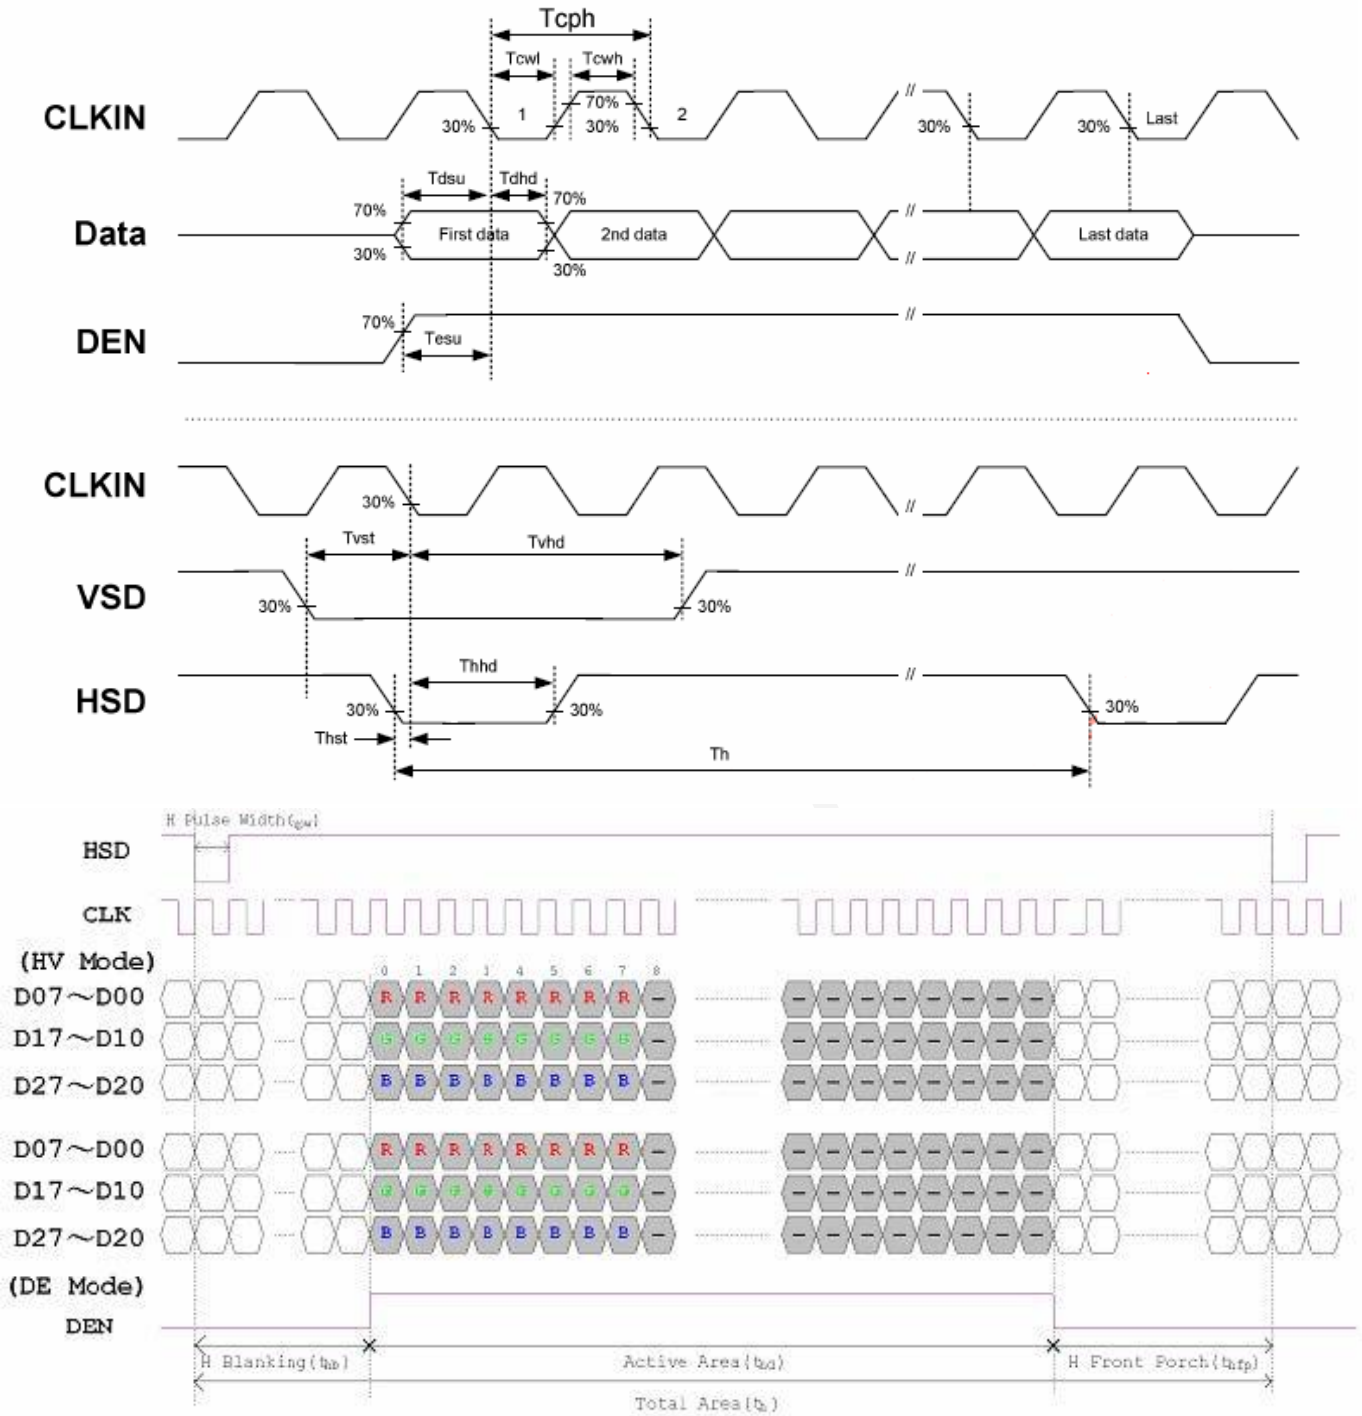 Tcph
Tcwl Tcwh
CLKIN 30% 1 70% 30% 2 // 30% 30% Last
Tdsu Tdhd
70% 70%
Data First data 2nd data // Last data
30% 30% //
DEN 70% Tesu //
CLKIN 30% //
Tvst Tvhd
VSD 30% 30% //
Thhd
HSD 30% 30% // 30%
Thst
Th
H Pulse Width(
HSD
CLK
(HV Mode)
0 1 2 3 4 5 6 7 8
D07~D00 R R R R R R R R - - - - - - - - -
D17~D10 G G G G G G G G - - - - - - - - -
D27~D20 B B B B B B B B - - - - - - - - -
D07~D00 R R R R R R R R - - - - - - - - -
D17~D10 G G G G G G G G - - - - - - - - -
D27~D20 B B B B B B B B - - - - - - - - -
(DE Mode)
DEN
H Blanking(thb) Active Area(thd) H Front Porch(thfp)
Total Area(th)